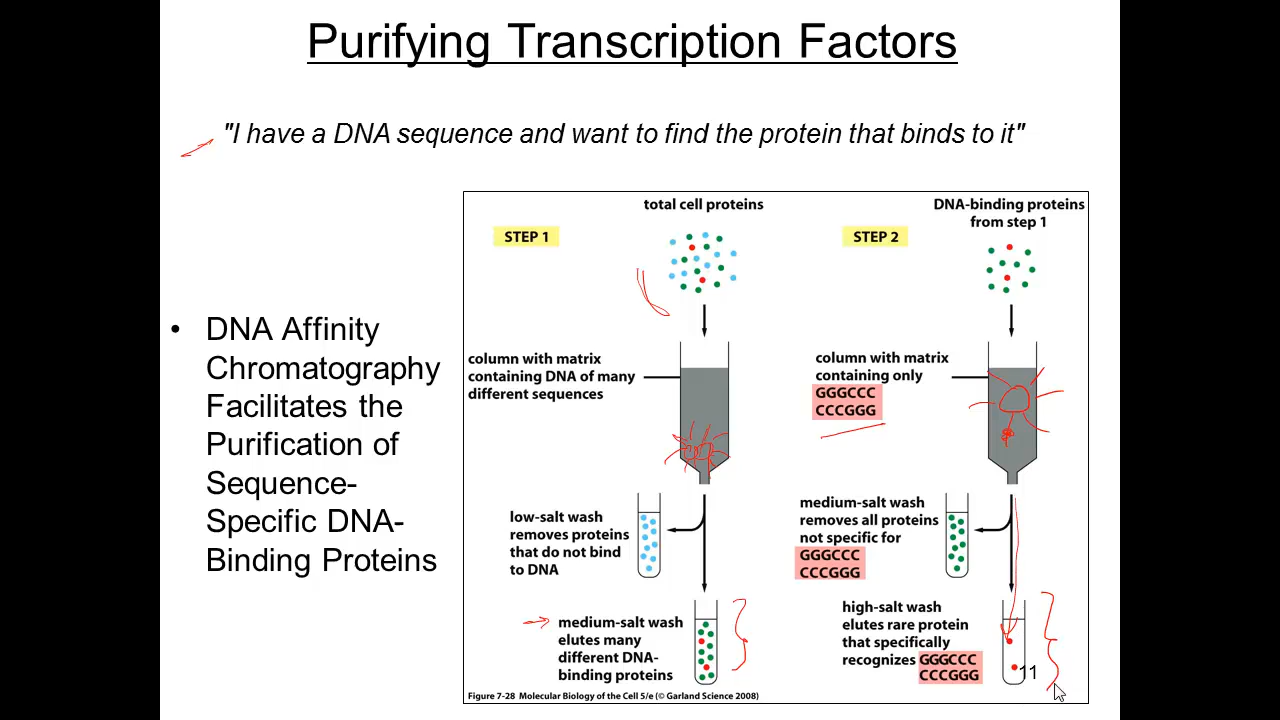 Purifying Transcription Factors
"I have a DNA sequence and want to find the protein that binds to it"
• DNA Affinity
Chromatography
Facilitates the
Purification of
Sequence-
Specific DNA-
Binding Proteins
STEP 1
total cell proteins
column with matrix
containing DNA of many
different sequences
low-salt wash
removes proteins
that do not bind
to DNA
medium-salt wash
elutes many
different DNA-
binding proteins
STEP 2
DNA-binding proteins
from step 1
column with matrix
containing only
GGGCCC
CCCGGG
medium-salt wash
removes all proteins
not specific for
GGGCCC
CCCGGG
high-salt wash
elutes rare protein
that specifically
recognizes GGGCCC
CCCGGG
11
Figure 7-28 Molecular Biology of the Cell 5/e (© Garland Science 2008)